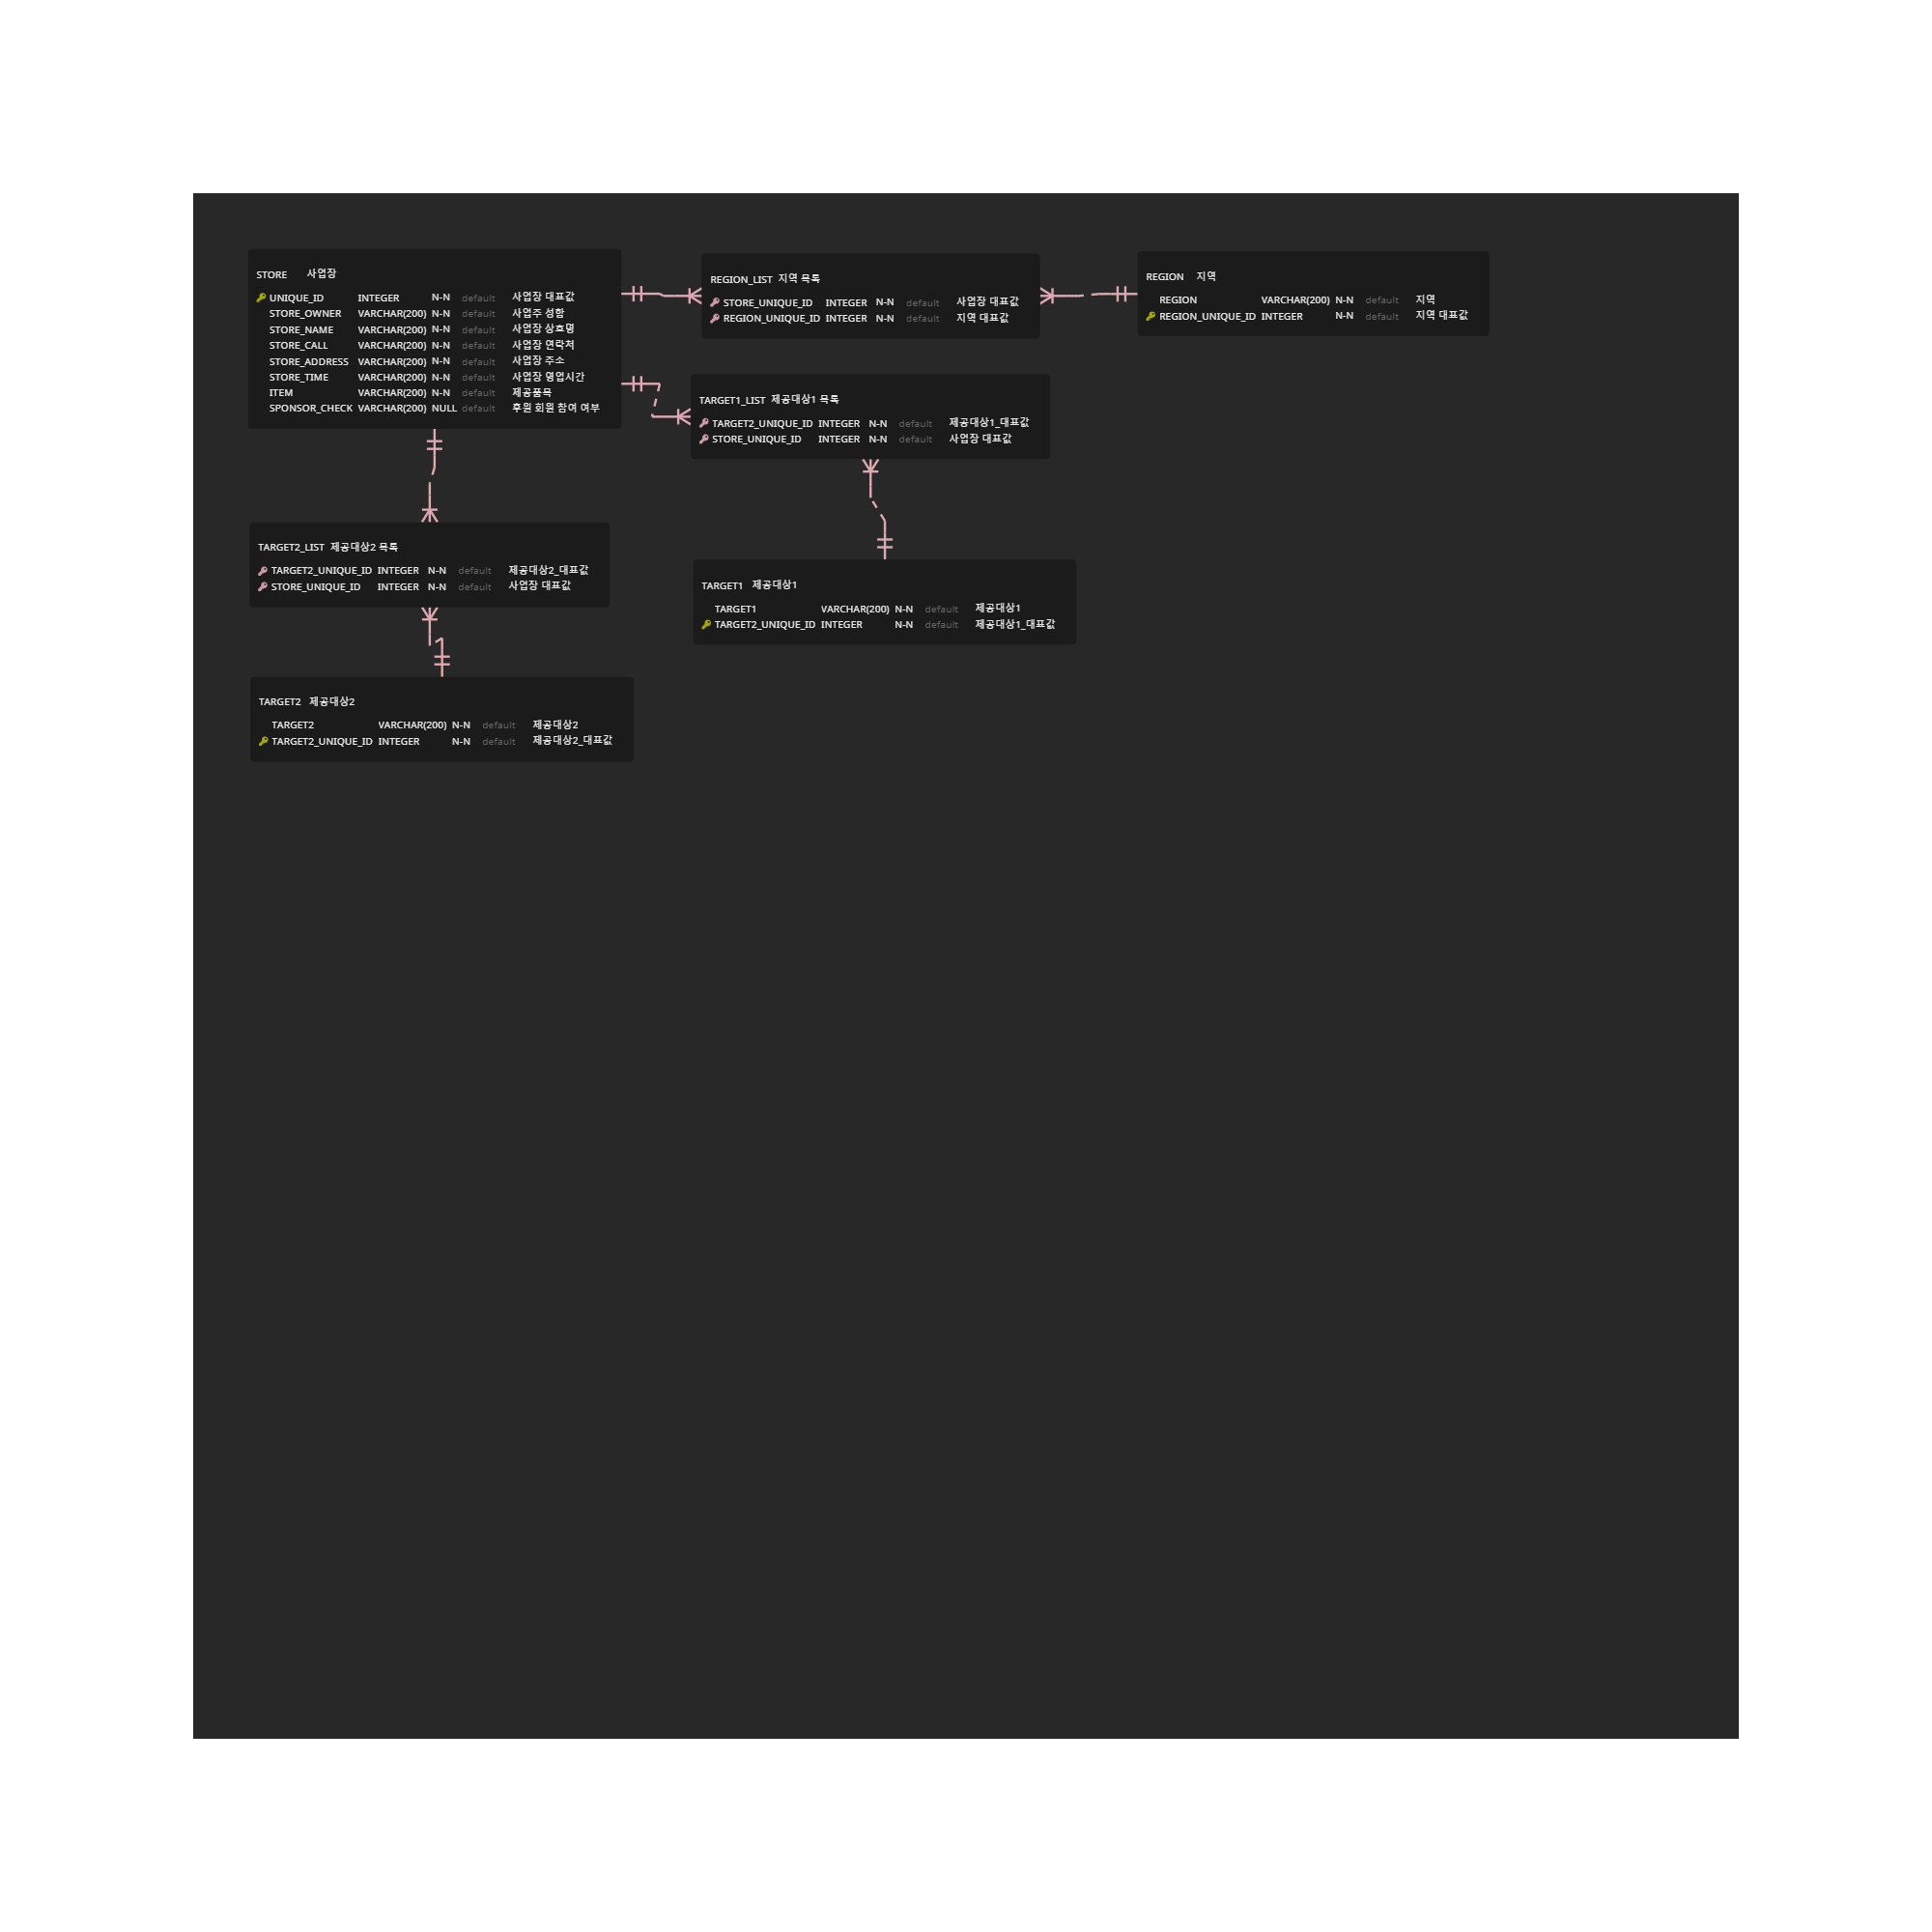 STORE 사업장
UNIQUE_ID INTEGER N-N default 사업장 대표값
STORE_OWNER VARCHAR(200) N-N default 사업주 성함
STORE_NAME VARCHAR(200) N-N default 사업장 상호명
STORE_CALL VARCHAR(200) N-N default 사업장 연락처
STORE_ADDRESS VARCHAR(200) N-N default 사업장 주소
STORE_TIME VARCHAR(200) N-N default 사업장 영업시간
ITEM VARCHAR(200) N-N default 제공품목
SPONSOR_CHECK VARCHAR(200) NULL default 후원 회원 참여 여부
REGION_LIST 지역 목록
STORE_UNIQUE_ID INTEGER N-N default 사업장 대표값
REGION_UNIQUE_ID INTEGER N-N default 지역 대표값
REGION 지역
REGION VARCHAR(200) N-N default 지역
REGION_UNIQUE_ID INTEGER N-N default 지역 대표값
TARGET1_LIST 제공대상1 목록
TARGET2_UNIQUE_ID INTEGER N-N default 제공대상1_대표값
STORE_UNIQUE_ID INTEGER N-N default 사업장 대표값
TARGET2_LIST 제공대상2 목록
TARGET2_UNIQUE_ID INTEGER N-N default 제공대상2_대표값
STORE_UNIQUE_ID INTEGER N-N default 사업장 대표값
TARGET1 제공대상1
TARGET1 VARCHAR(200) N-N default 제공대상1
TARGET2_UNIQUE_ID INTEGER N-N default 제공대상1_대표값
TARGET2 제공대상2
TARGET2 VARCHAR(200) N-N default 제공대상2
TARGET2_UNIQUE_ID INTEGER N-N default 제공대상2_대표값